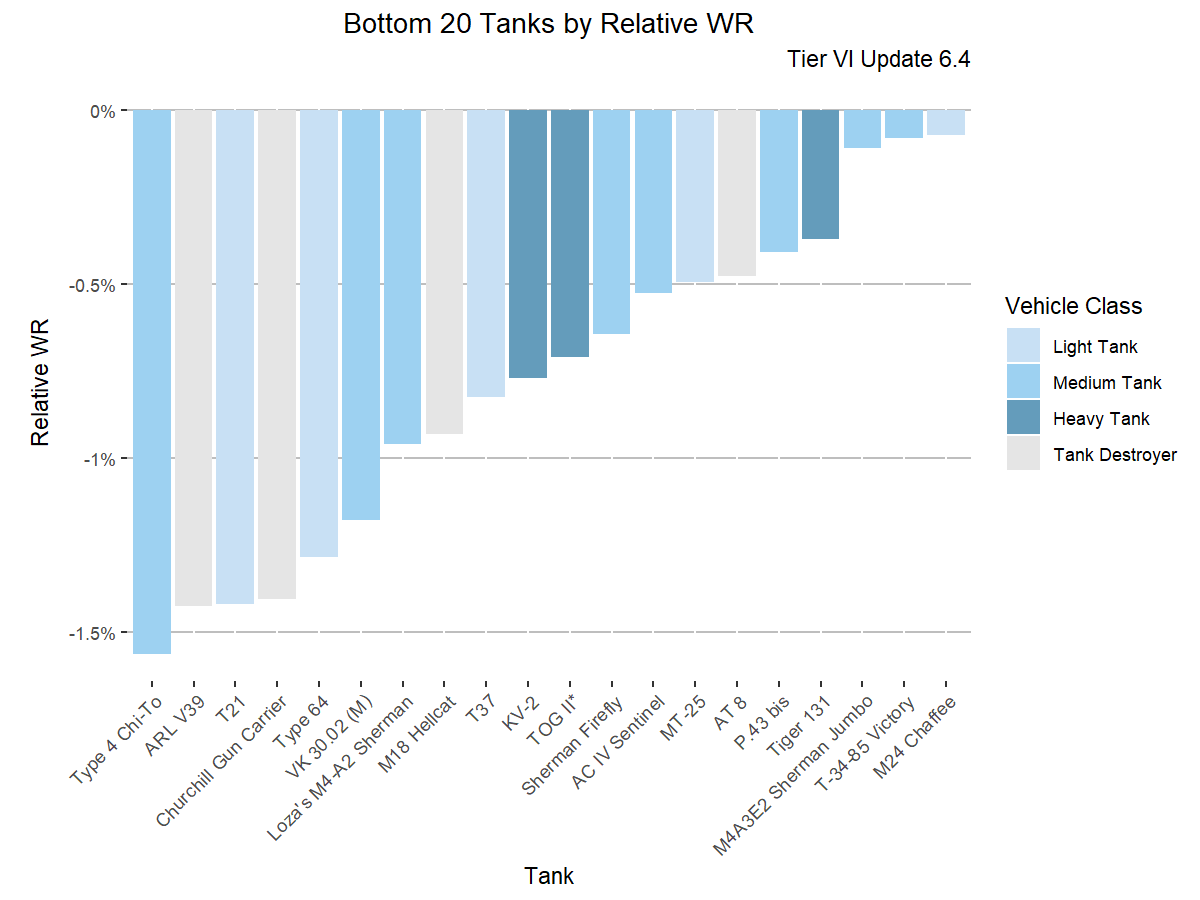 Bottom 20 Tanks by Relative WR
Tier VI Update 6.4
0%
-0.5%
-1%
-1.5%
Relative WR
Type 4 Chi-To
ARL V39
T21
Churchill Gun Carrier
Type 64
VK 30.02 (M)
Loza's M4-A2 Sherman
M18 Hellcat
T37
KV-2
TOG II*
Sherman Firefly
AC IV Sentinel
MT-25
AT 8
P.43 bis
Tiger 131
M4A3E2 Sherman Jumbo
T-34-85 Victory
M24 Chaffee
Tank
Vehicle Class
Light Tank
Medium Tank
Heavy Tank
Tank Destroyer